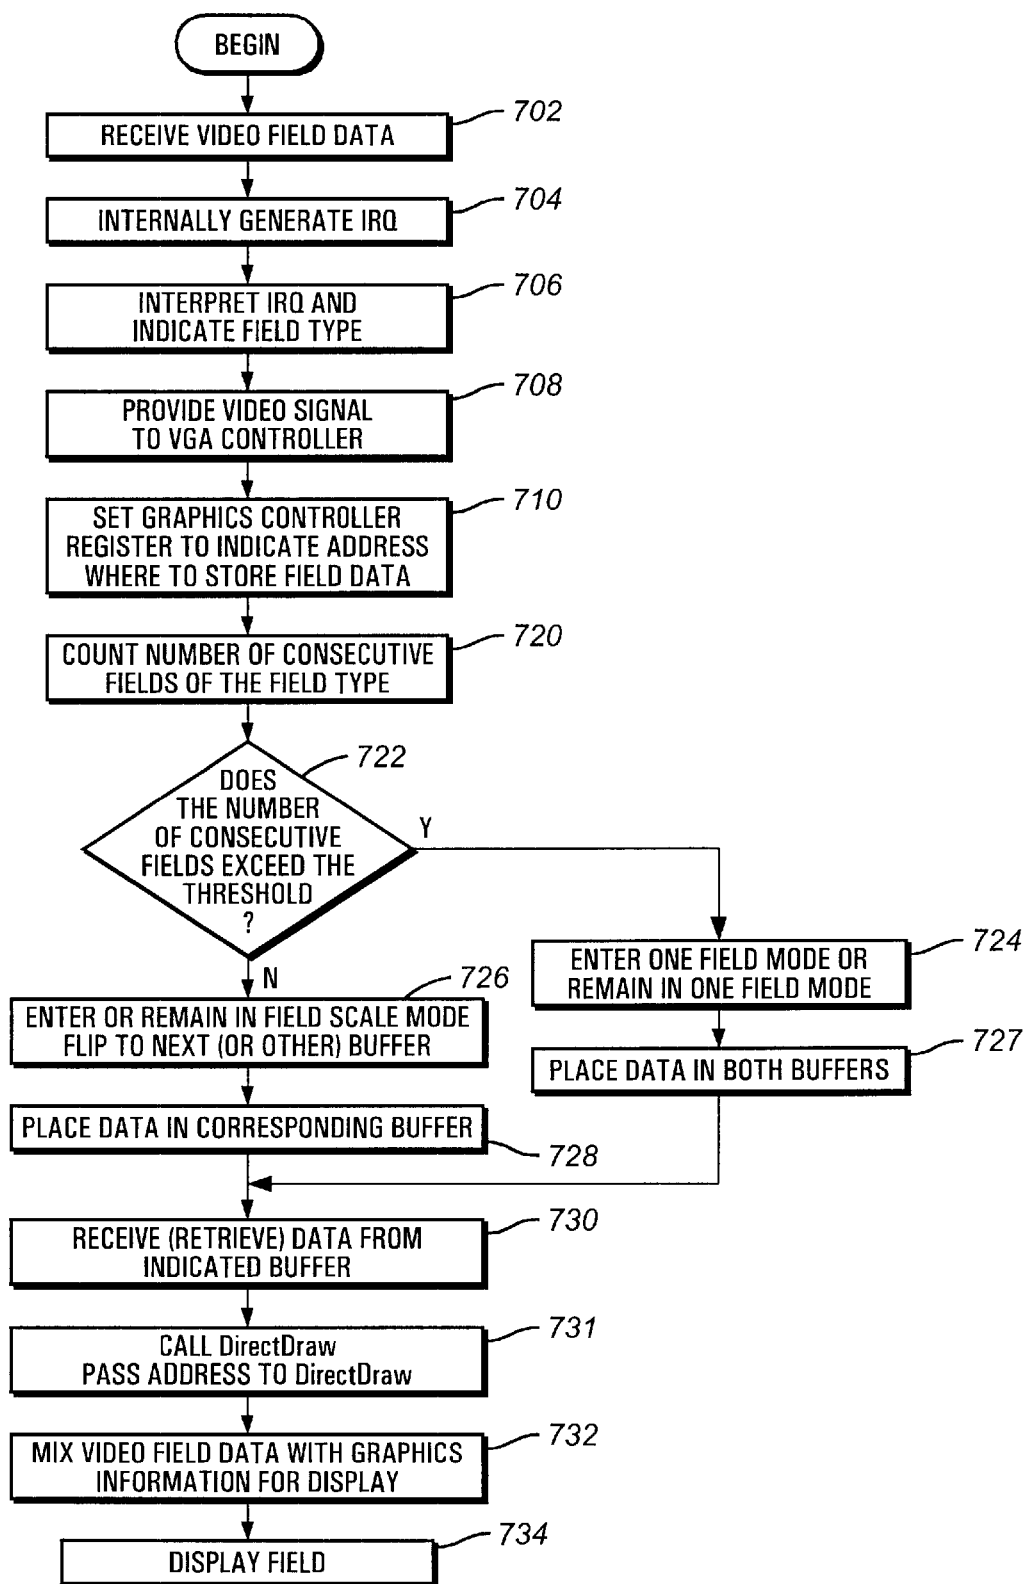 BEGIN
702
RECEIVE VIDEO FIELD DATA
704
INTERNALLY GENERATE IRQ
706
INTERPRET IRQ AND
INDICATE FIELD TYPE
708
PROVIDE VIDEO SIGNAL
TO VGA CONTROLLER
710
SET GRAPHICS CONTROLLER
REGISTER TO INDICATE ADDRESS
WHERE TO STORE FIELD DATA
720
COUNT NUMBER OF CONSECUTIVE
FIELDS OF THE FIELD TYPE
722
DOES
THE NUMBER
OF CONSECUTIVE
FIELDS EXCEED THE
THRESHOLD
?
Y
N
724
ENTER ONE FIELD MODE OR
REMAIN IN ONE FIELD MODE
726
ENTER OR REMAIN IN FIELD SCALE MODE
FLIP TO NEXT (OR OTHER) BUFFER
727
PLACE DATA IN BOTH BUFFERS
PLACE DATA IN CORRESPONDING BUFFER
728
730
RECEIVE (RETRIEVE) DATA FROM
INDICATED BUFFER
731
CALL DirectDraw
PASS ADDRESS TO DirectDraw
732
MIX VIDEO FIELD DATA WITH GRAPHICS
INFORMATION FOR DISPLAY
734
DISPLAY FIELD